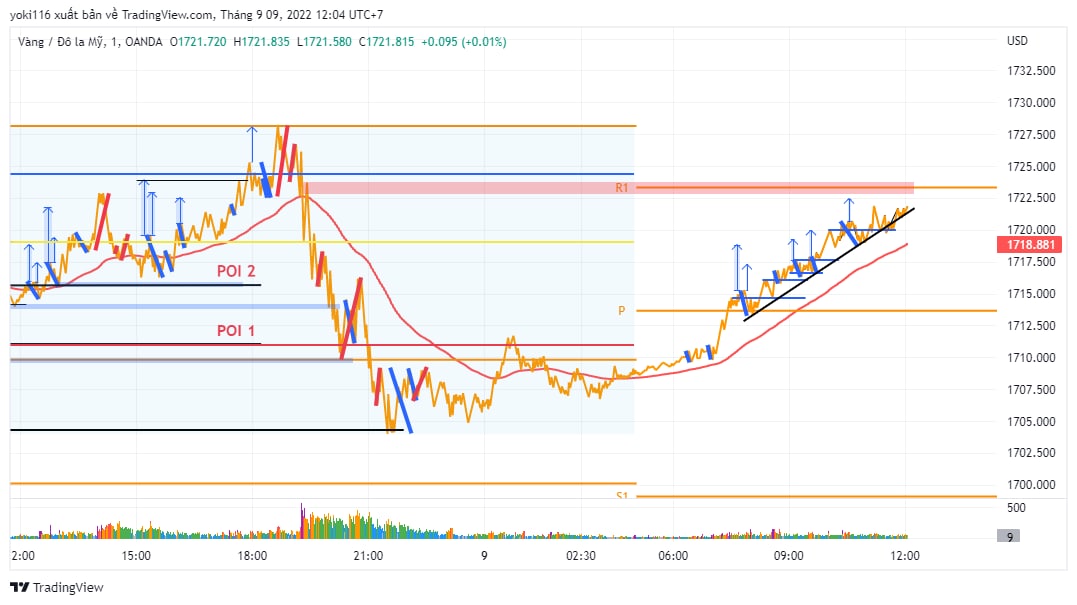 yoki116 xuất bản về TradingView.com, Tháng 9 09, 2022 12:04 UTC+7
Vàng / Đô la Mỹ, 1, OANDA O1721.720 H1721.835 L1721.580 C1721.815 +0.095 (+0.01%)
USD
1732.500
1730.000
1727.500
1725.000
R1
1722.500
1720.000
1718.881
1717.500
POI 2
1715.000
P
1712.500
POI 1
1710.000
1707.500
1705.000
1702.500
1700.000
S1
500
9
2:00 15:00 18:00 21:00 9 02:30 06:00 09:00 12:00
TradingView